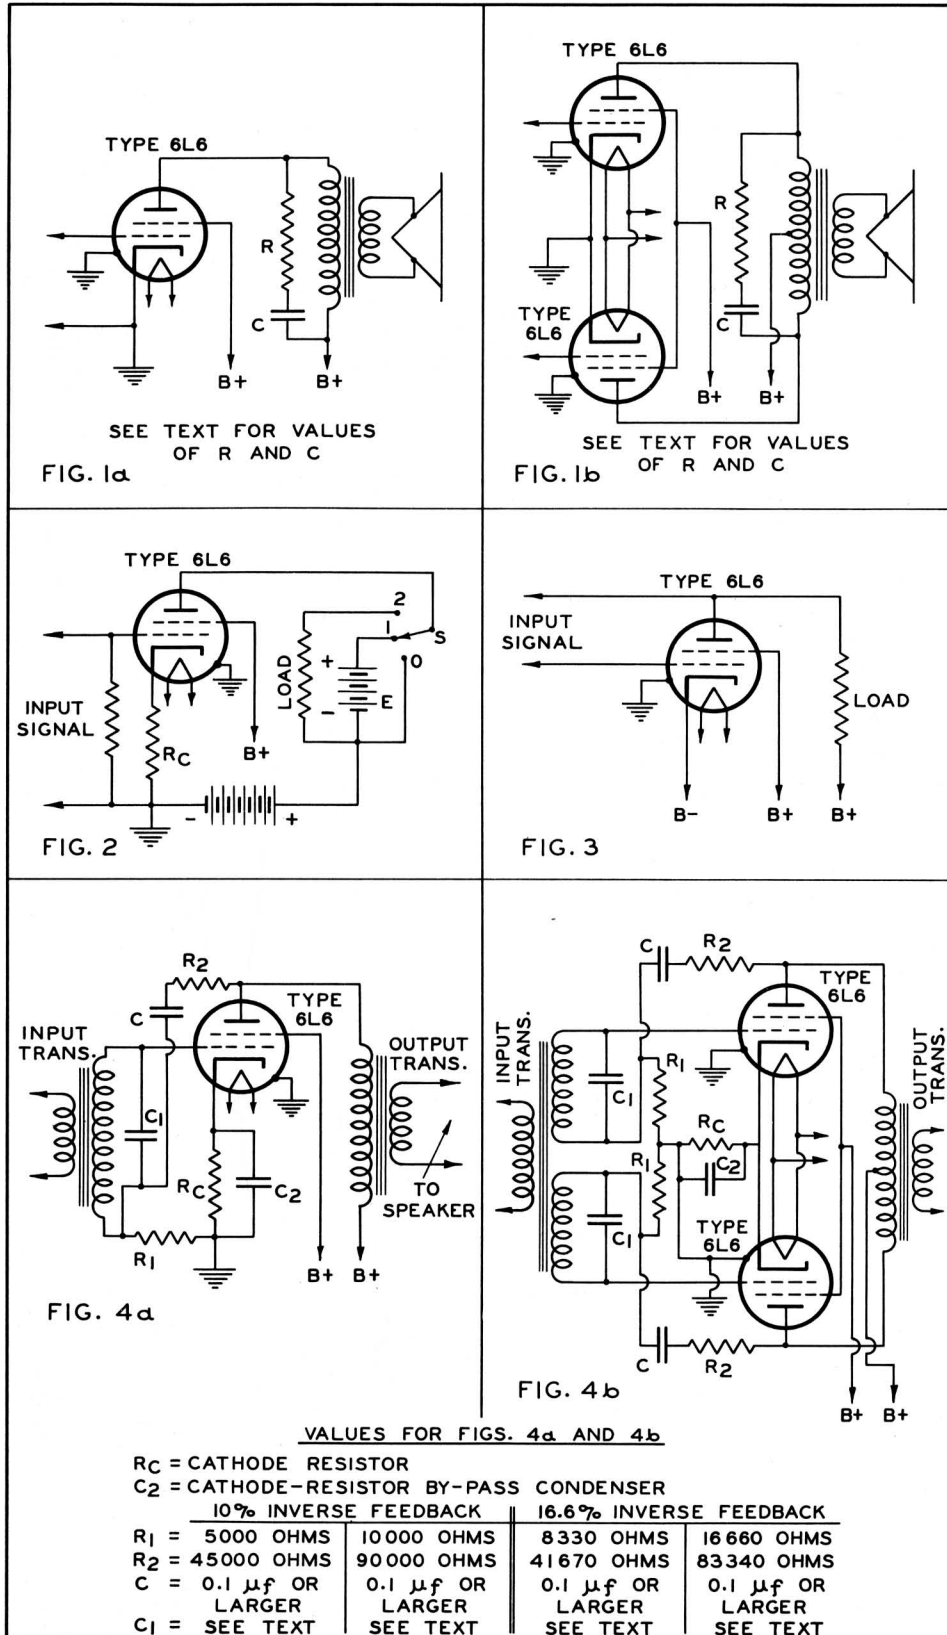 TYPE 6L6
R
C
B+
B+
SEE TEXT FOR VALUES
OF R AND C
FIG. 1a
TYPE 6L6
R
C
TYPE
6L6
B+
B+
SEE TEXT FOR VALUES
OF R AND C
FIG. 1b
TYPE 6L6
2
1
S
0
+
LOAD
E
-
INPUT
SIGNAL
RC
B+
-
+
FIG. 2
TYPE 6L6
INPUT
SIGNAL
LOAD
B-
B+
B+
FIG. 3
R2
C
TYPE
6L6
INPUT
TRANS.
OUTPUT
TRANS.
C1
RC
C2
TO
SPEAKER
R1
B+
B+
FIG. 4a
C
R2
TYPE
6L6
INPUT
TRANS.
OUTPUT
TRANS.
R1
C1
RC
C2
R1
C1
TYPE
6L6
C
R2
B+
B+
FIG. 4b
VALUES FOR FIGS. 4a AND 4b
RC = CATHODE RESISTOR
C2 = CATHODE-RESISTOR BY-PASS CONDENSER
10% INVERSE FEEDBACK 16.6% INVERSE FEEDBACK
R1 = 5000 OHMS 10000 OHMS 8330 OHMS 16660 OHMS
R2 = 45000 OHMS 90000 OHMS 41670 OHMS 83340 OHMS
C = 0.1 µf OR 0.1 µf OR 0.1 µf OR 0.1 µf OR
LARGER LARGER LARGER LARGER
C1 = SEE TEXT SEE TEXT SEE TEXT SEE TEXT